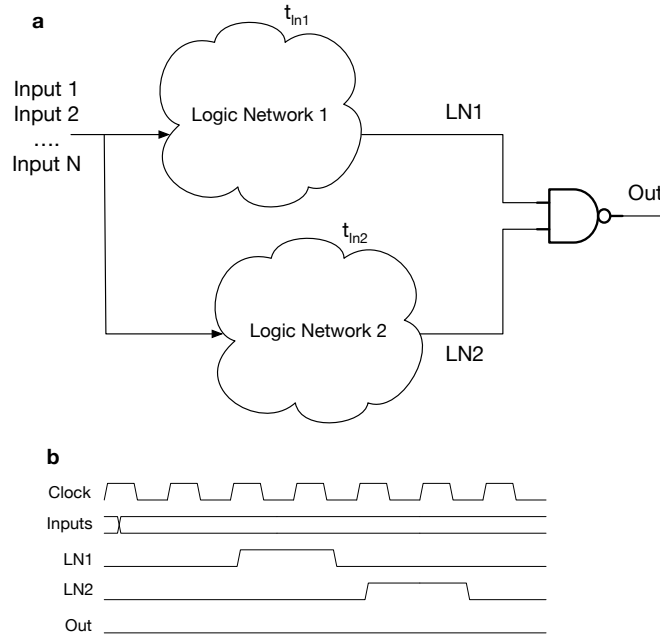 a
t_ln1
Input 1
Input 2
....
Input N
Logic Network 1
LN1
Out
t_ln2
Logic Network 2
LN2
b
Clock
Inputs
LN1
LN2
Out